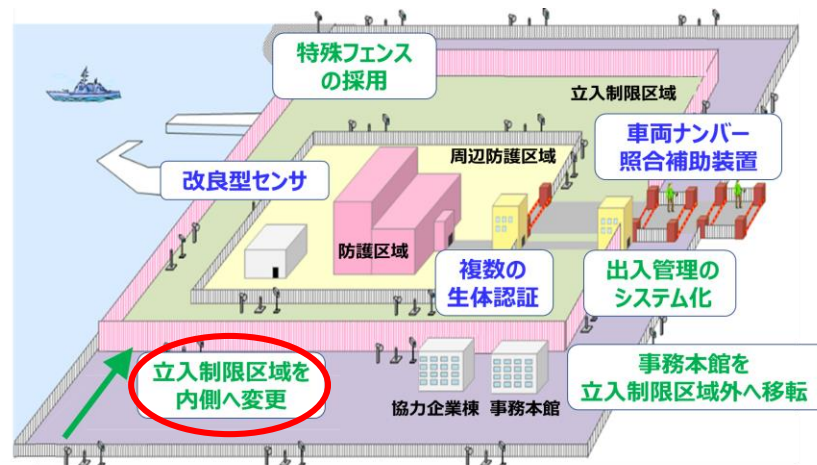 特殊フェンス
の採用
立入制限区域
車両ナンバー
照合補助装置
周辺防護区域
改良型センサ
防護区域
複数の
生体認証
出入管理の
システム化
立入制限区域を
内側へ変更
協力企業棟
事務本館
事務本館を
立入制限区域外へ移転